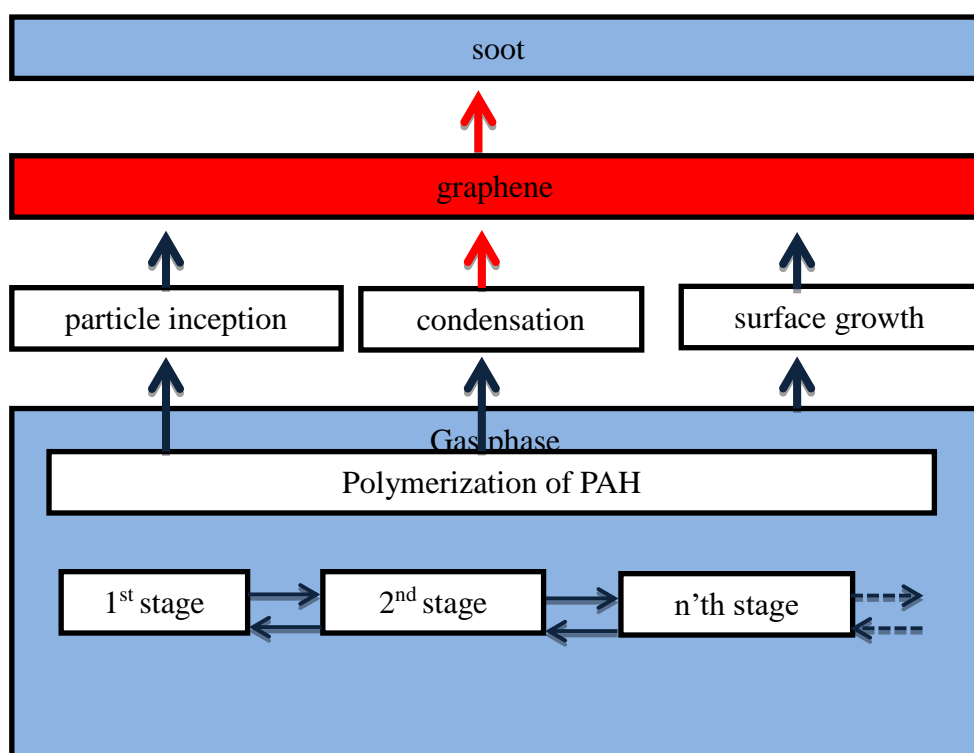 soot
graphene
particle inception
condensation
surface growth
Gas phase
Polymerization of PAH
1st stage
2nd stage
n’th stage